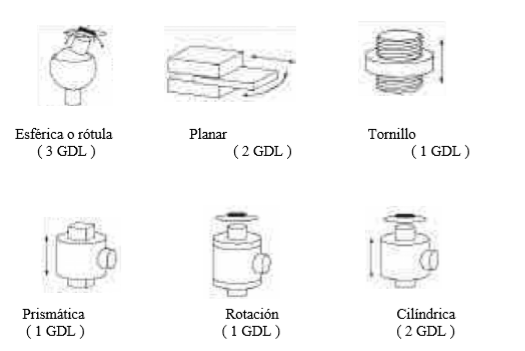 Esférica o rótula
( 3 GDL )
Planar
( 2 GDL )
Tornillo
( 1 GDL )
Prismática
( 1 GDL )
Rotación
( 1 GDL )
Cilíndrica
( 2 GDL )